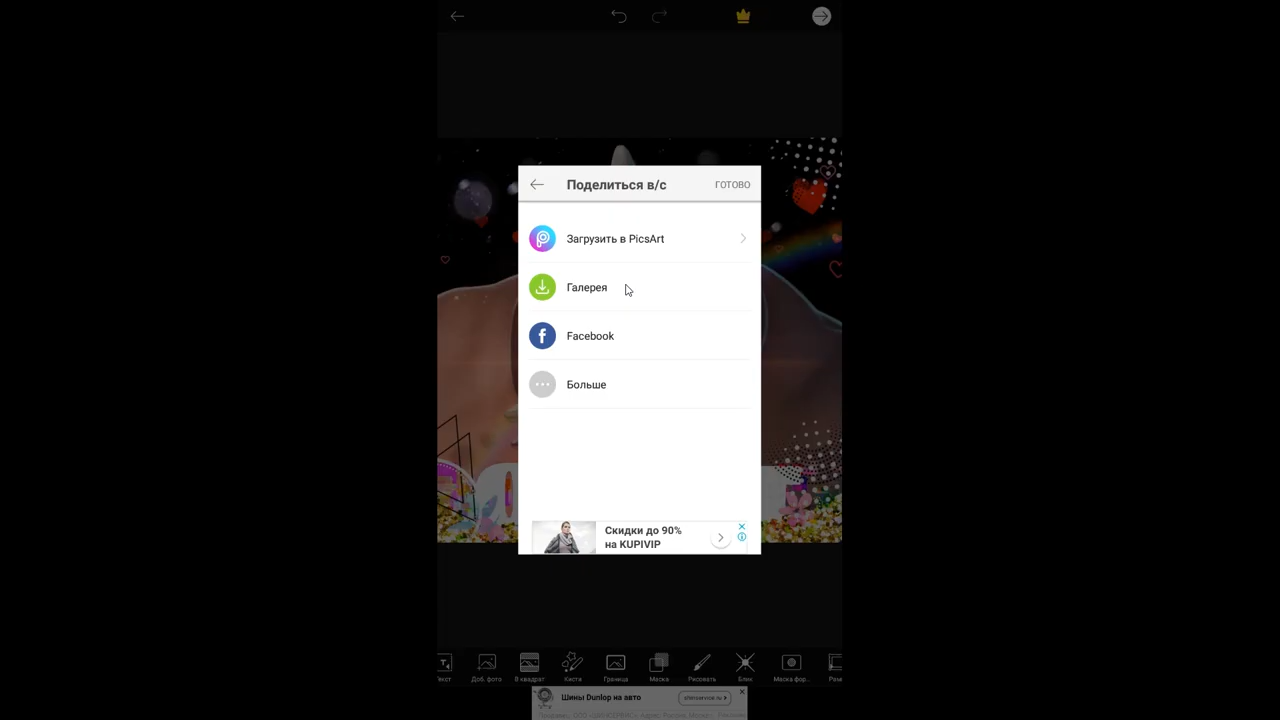 Поделиться в/с
ГОТОВО
Загрузить в PicsArt
Галерея
Facebook
Больше
Скидки до 90%
на KUPIVIP
Доб. фото
В квадрат
Граница
Маска
Рисовать
Блик
Маска фор...
Шины Dunlop на авто